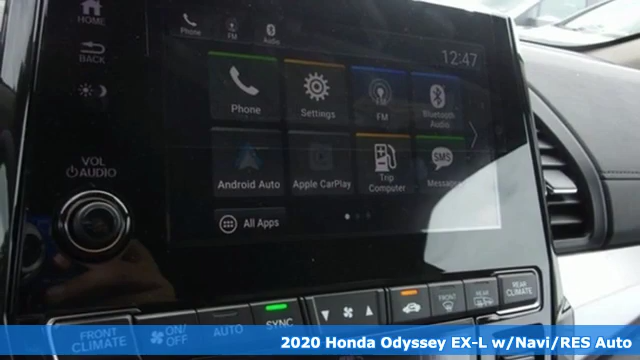 HOME
Phone
FM
Audio
12:47
BACK
Phone
Settings
FM
Bluetooth
Audio
VOL
AUDIO
Android Auto
Apple CarPlay
Trip
Computer
SMS
Messages
All Apps
FRONT
CLIMATE
ON/
OFF
AUTO
SYNC
FRONT
REAR
REAR
CLIMATE
2020 Honda Odyssey EX-L w/Navi/RES Auto